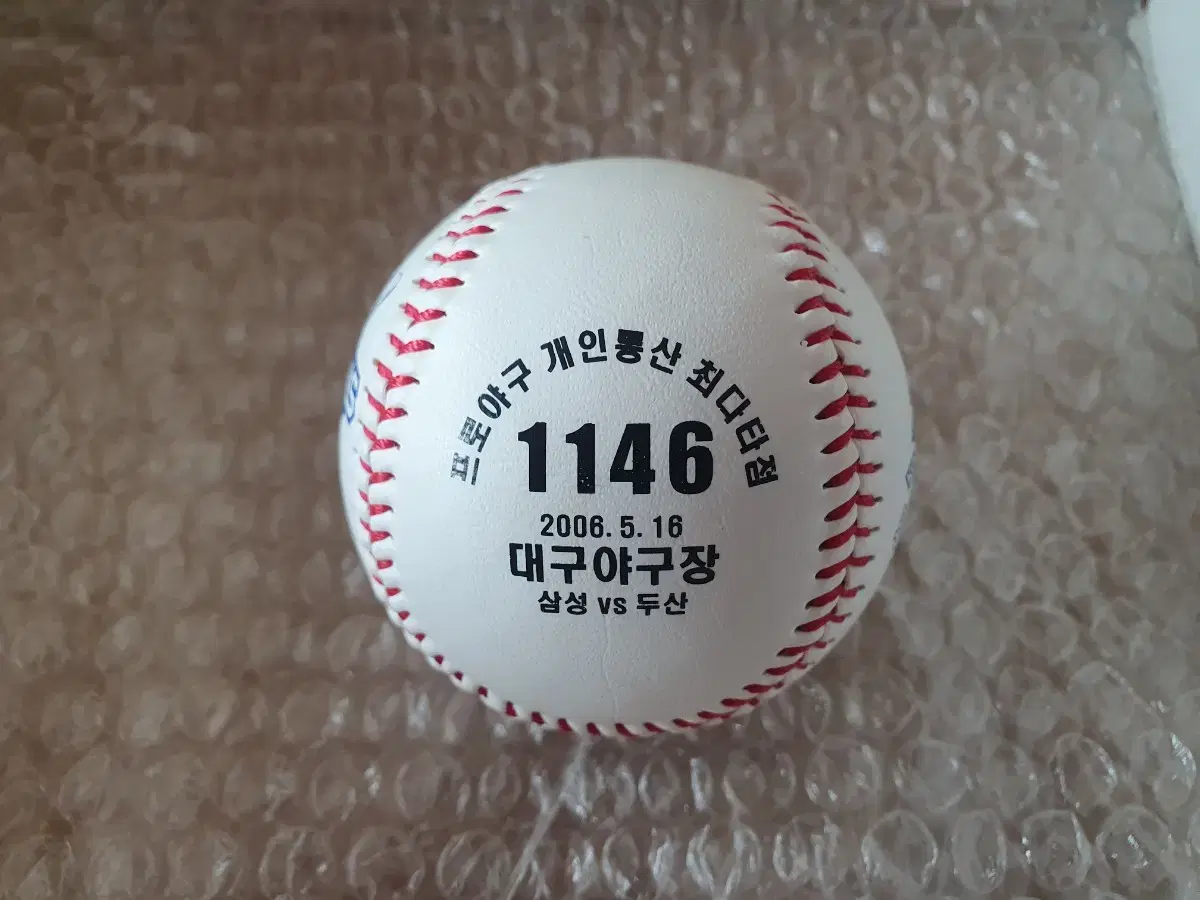 프로야구 개인통산 최다타점
1146
2006. 5. 16
대구야구장
삼성 vs 두산